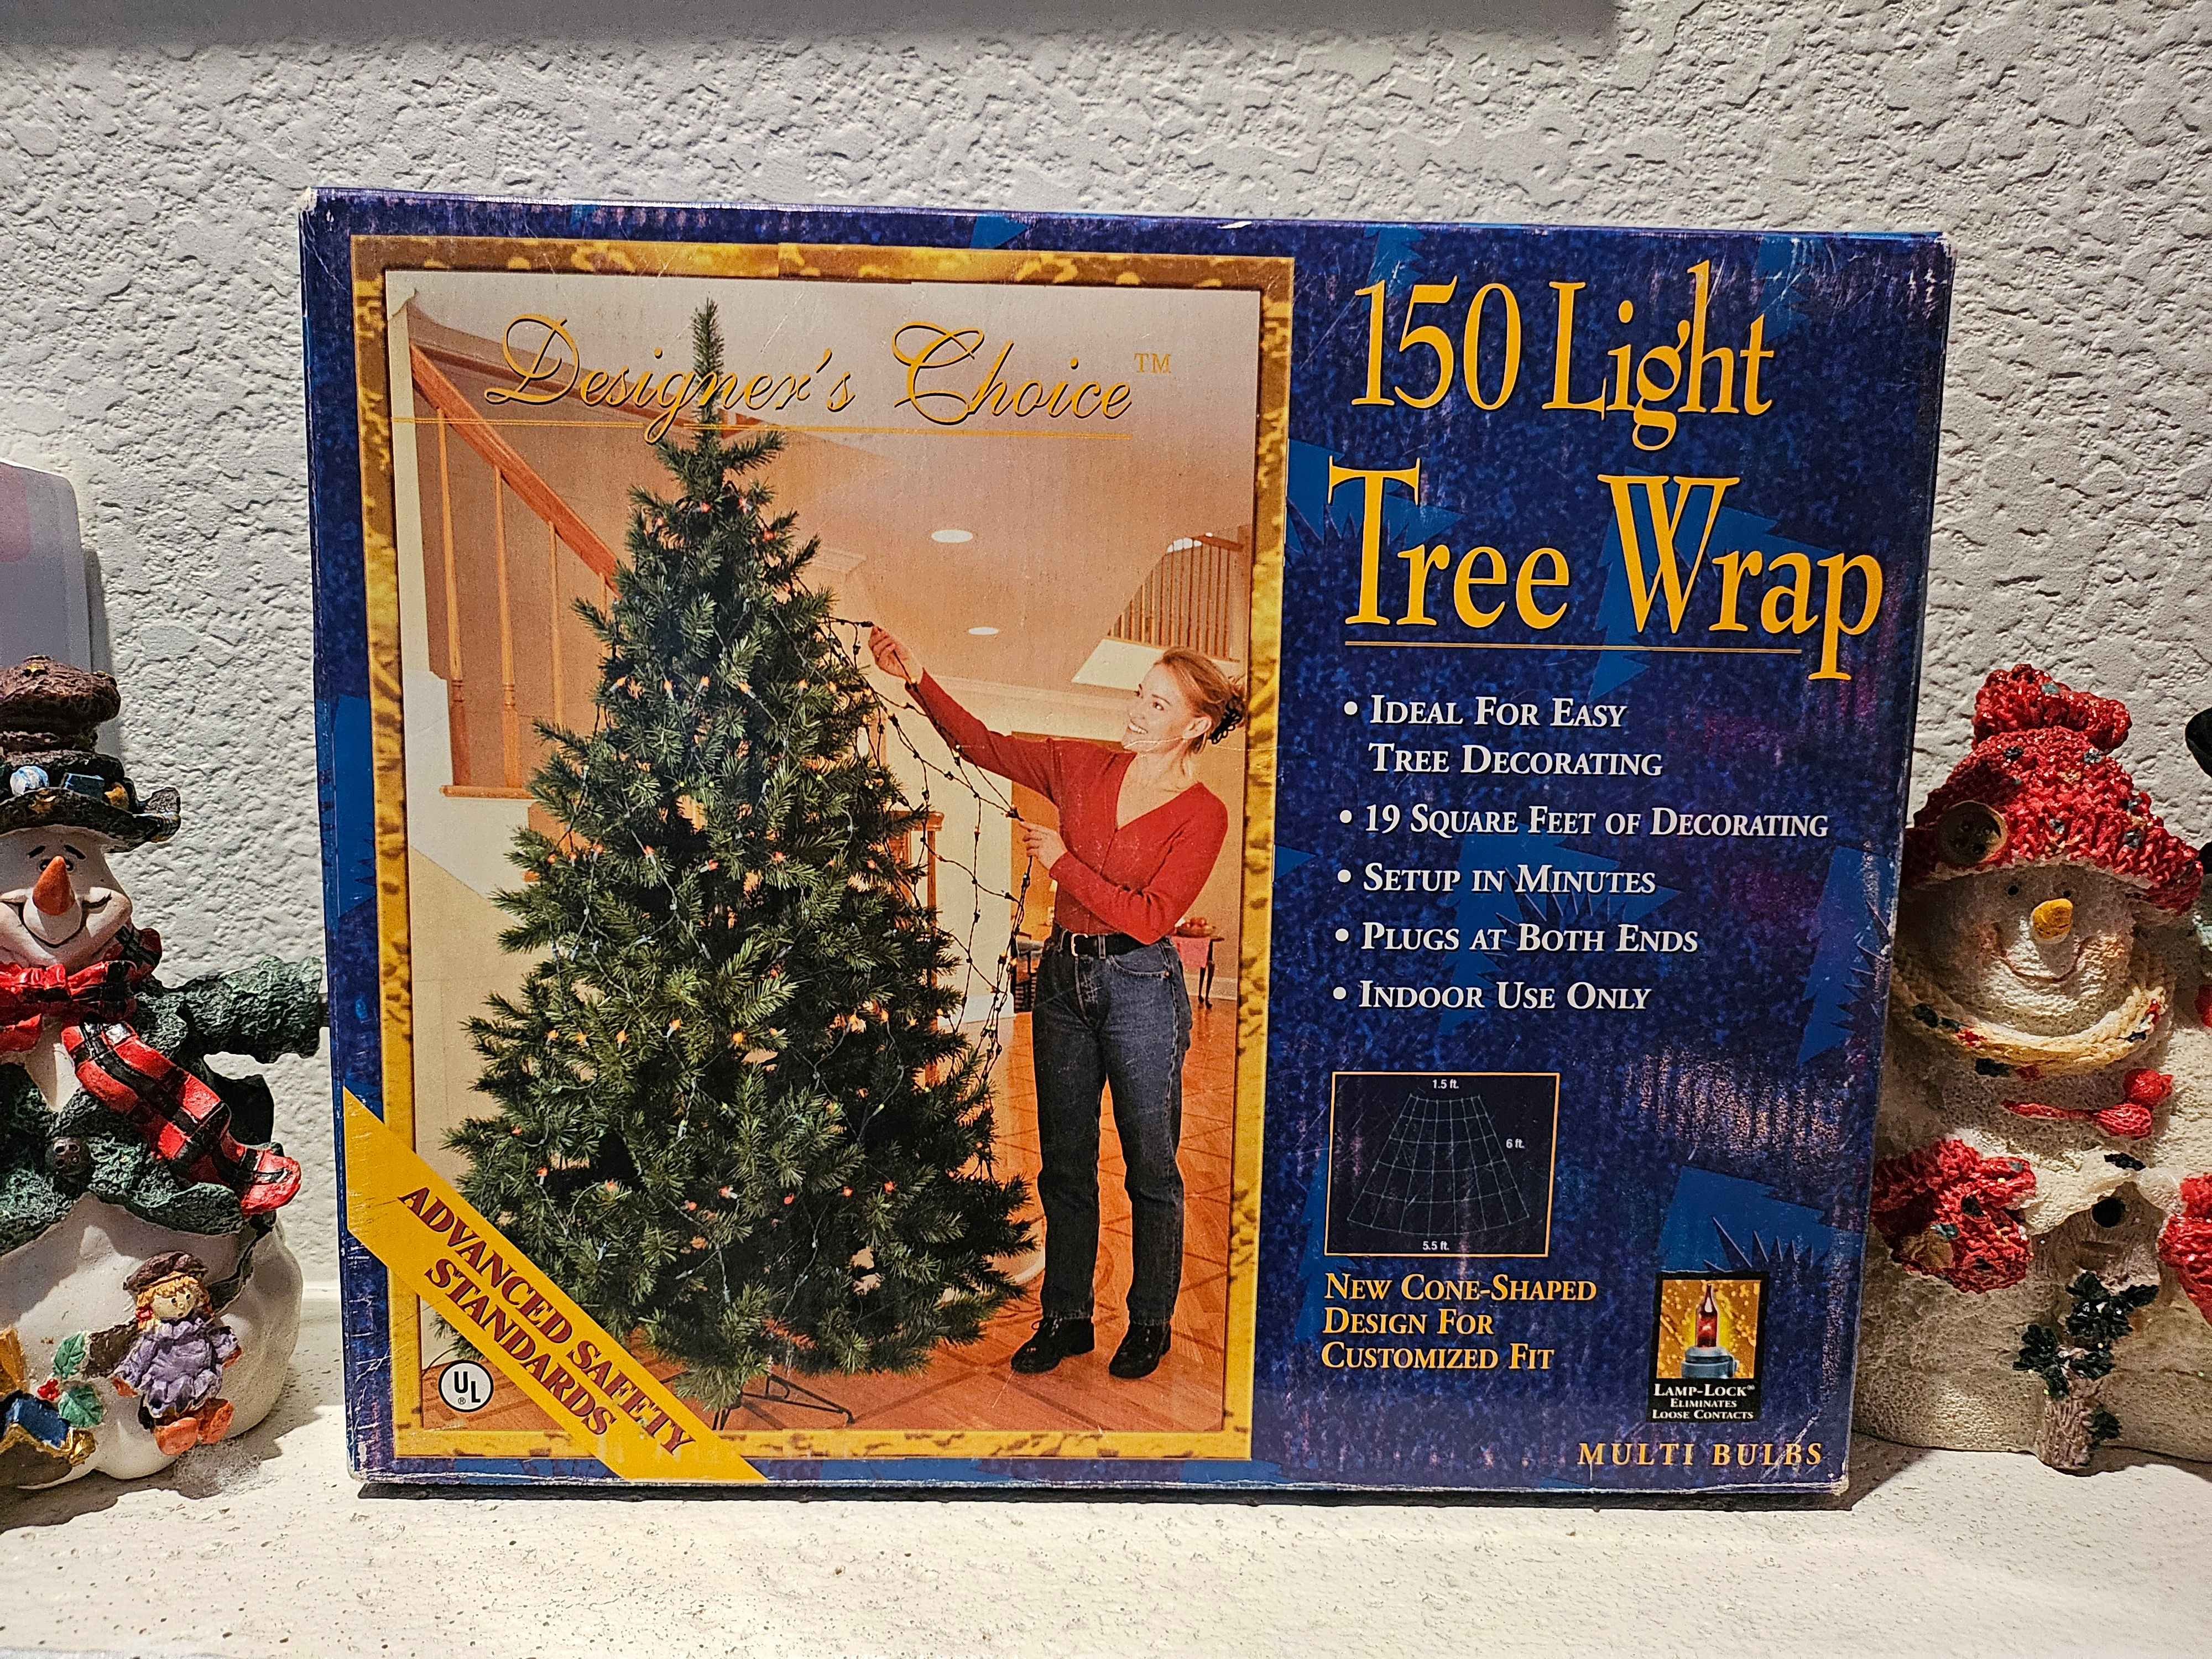 Designer's Choice™
150 Light
Tree Wrap
• IDEAL FOR EASY
TREE DECORATING
• 19 SQUARE FEET OF DECORATING
• SETUP IN MINUTES
• PLUGS AT BOTH ENDS
• INDOOR USE ONLY
1.5 ft.
6 ft.
5.5 ft.
NEW CONE-SHAPED
DESIGN FOR
CUSTOMIZED FIT
LAMP-LOCK®
ELIMINATES
LOOSE CONTACTS
MULTI BULBS
ADVANCED SAFETY
STANDARDS
UL®